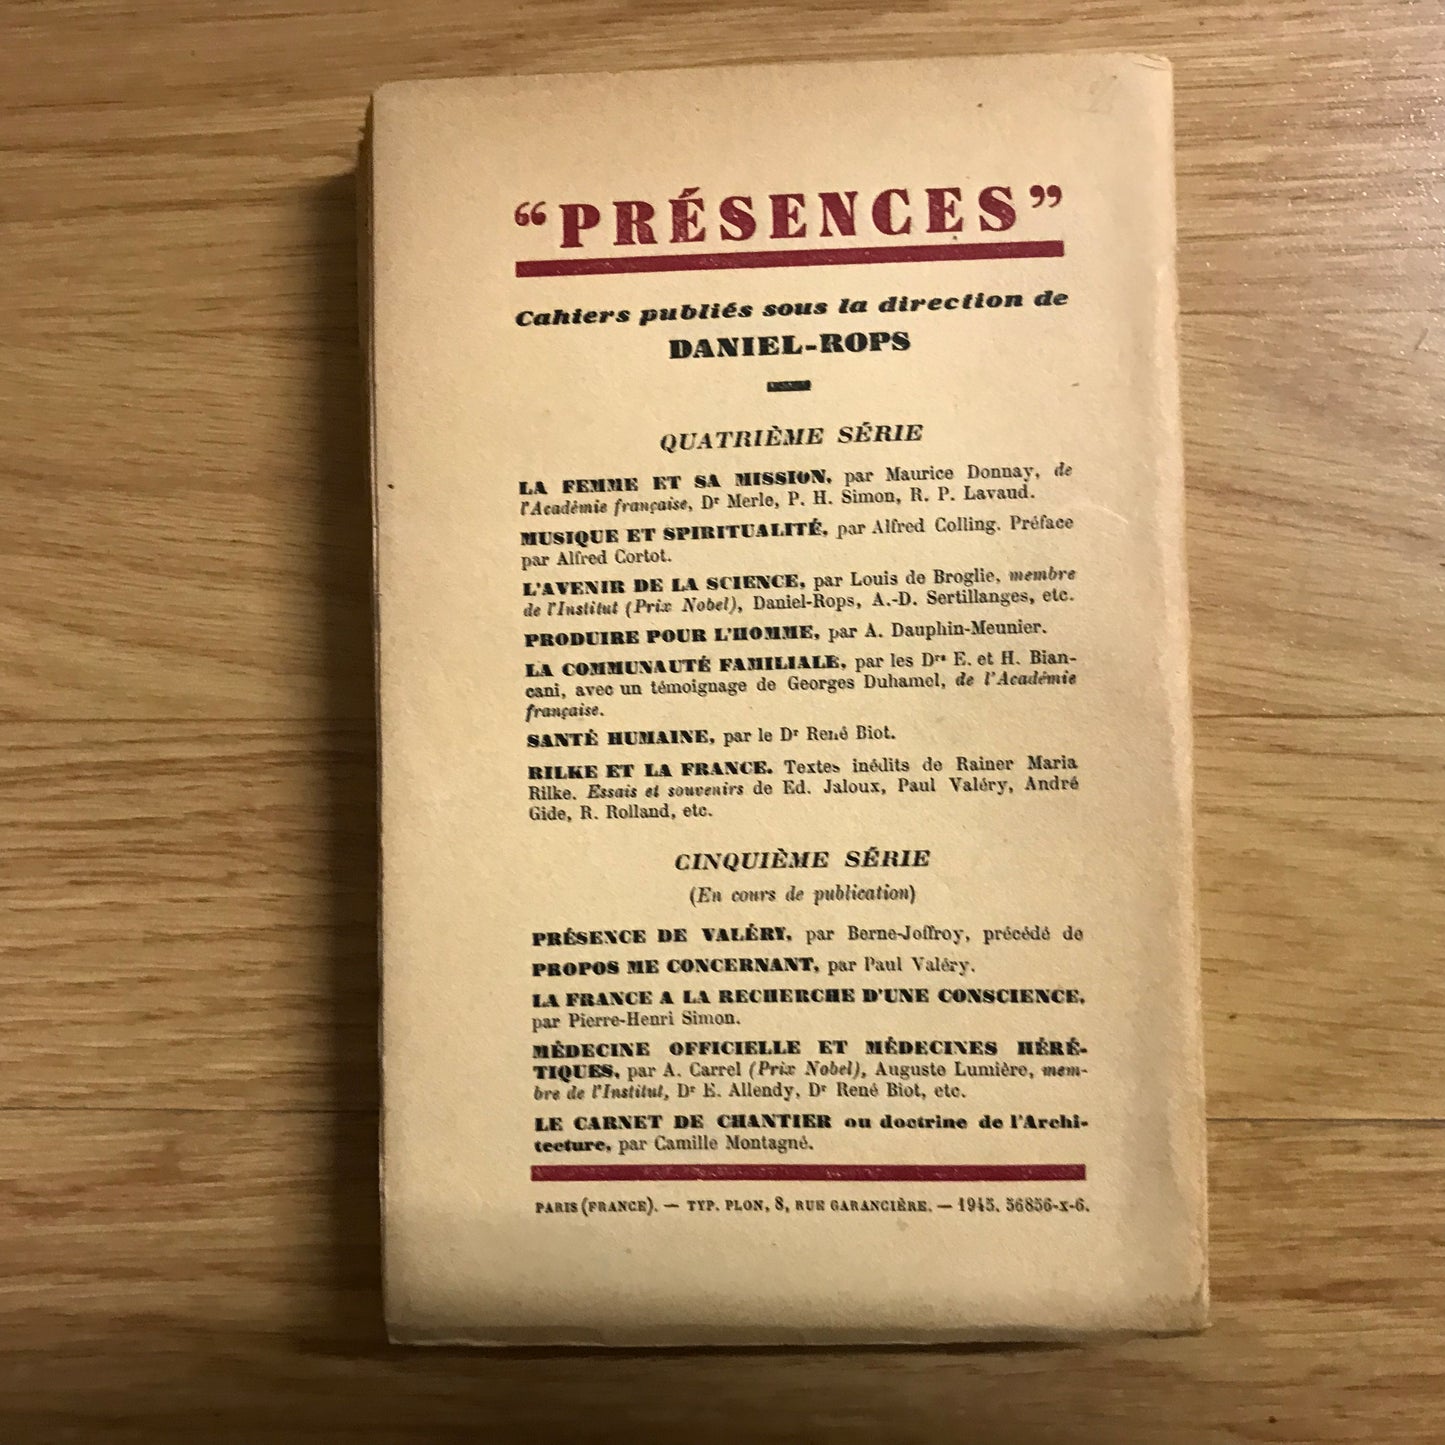 “PRÉSENCES”
Cahiers publiés sous la direction de
DANIEL-ROPS
QUATRIÈME SÉRIE
LA FEMME ET SA MISSION, par Maurice Donnay, de
l'Académie française, Dr Merle, P. H. Simon, R. P. Lavaud.
MUSIQUE ET SPIRITUALITÉ, par Alfred Colling. Préface
par Alfred Cortot.
L'AVENIR DE LA SCIENCE, par Louis de Broglie, membre
de l'Institut (Prix Nobel), Daniel-Rops, A.-D. Sertillanges, etc.
PRODUIRE POUR L'HOMME, par A. Dauphin-Meunier.
LA COMMUNAUTÉ FAMILIALE, par les Drs E. et H. Bian-
cani, avec un témoignage de Georges Duhamel, de l'Académie
française.
SANTÉ HUMAINE, par le Dr René Biot.
RILKE ET LA FRANCE. Textes inédits de Rainer Maria
Rilke. Essais et souvenirs de Ed. Jaloux, Paul Valéry, André
Gide, R. Rolland, etc.
CINQUIÈME SÉRIE
(En cours de publication)
PRÉSENCE DE VALÉRY, par Berne-Joffroy, précédé de
PROPOS ME CONCERNANT, par Paul Valéry.
LA FRANCE A LA RECHERCHE D'UNE CONSCIENCE,
par Pierre-Henri Simon.
MÉDECINE OFFICIELLE ET MÉDECINES HÉRÉ-
TIQUES, par A. Carrel (Prix Nobel), Auguste Lumière, mem-
bre de l'Institut, Dr E. Allendy, Dr René Biot, etc.
LE CARNET DE CHANTIER ou doctrine de l'Archi-
tecture, par Camille Montagné.
PARIS (FRANCE). — TYP. PLON, 8, RUE GARANCIÈRE. — 1945. 56856-x-6.